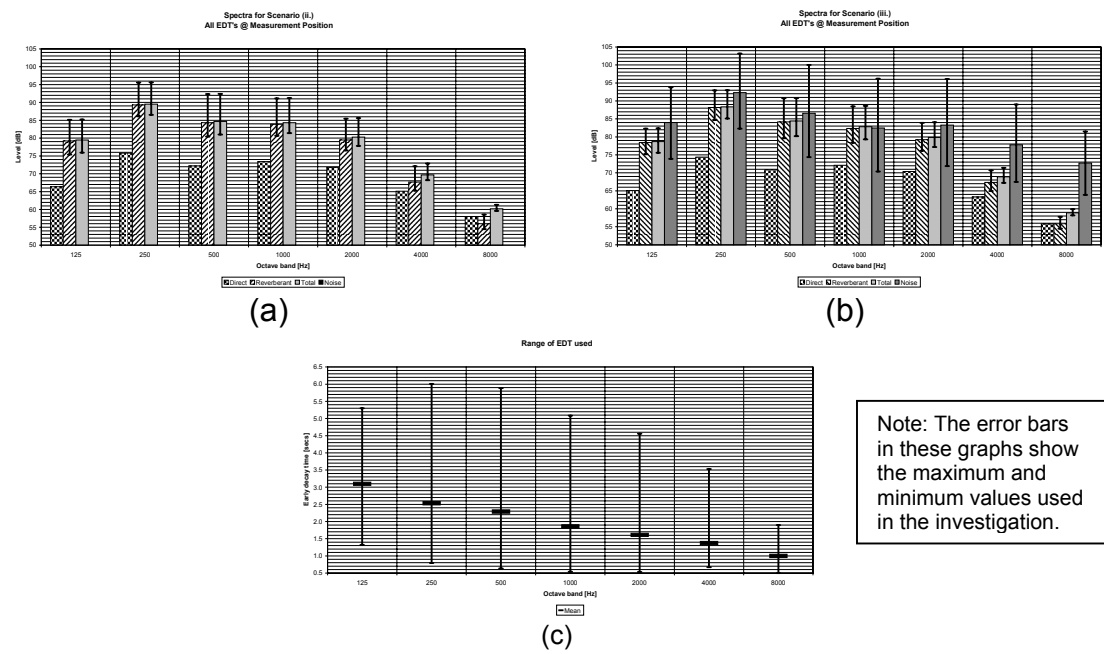 Spectra for Scenario (ii.)
All EDT's @ Measurement Position
Level [dB]
105
100
95
90
85
80
75
70
65
60
55
50
125 250 500 1000 2000 4000 8000
Octave band [Hz]
Direct Reverberant Total Noise
(a)
Spectra for Scenario (iii.)
All EDT's @ Measurement Position
Level [dB]
105
100
95
90
85
80
75
70
65
60
55
50
125 250 500 1000 2000 4000 8000
Octave band [Hz]
Direct Reverberant Total Noise
(b)
Range of EDT used
Early decay time [secs]
6.5
6.0
5.5
5.0
4.5
4.0
3.5
3.0
2.5
2.0
1.5
1.0
0.5
125 250 500 1000 2000 4000 8000
Octave band [Hz]
Mean
(c)
Note: The error bars
in these graphs show
the maximum and
minimum values used
in the investigation.